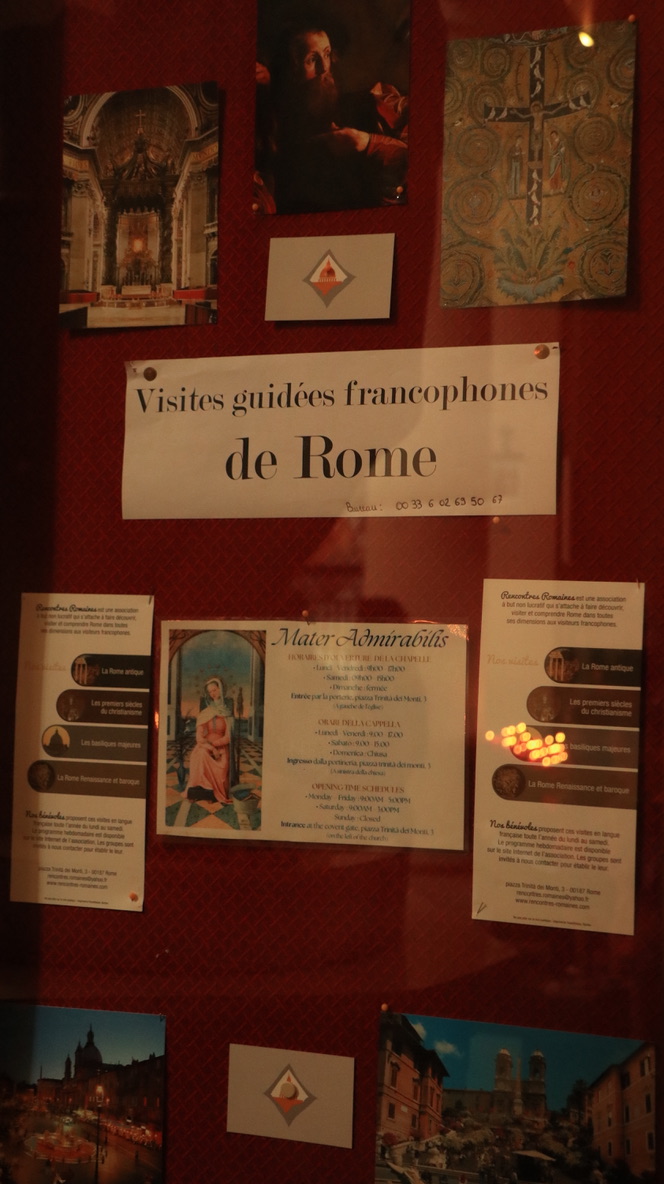 Visites guidées francophones
de Rome
Bureau: 00 33 6 02 69 50 67
Rencontres Romaines est une association
à but non lucratif qui s'attache à faire découvrir,
visiter et comprendre Rome dans toutes
ses dimensions aux visiteurs francophones.
Nos visites
La Rome antique
Les premiers siècles
du christianisme
Les basiliques majeures
La Rome Renaissance et baroque
Nos bénévoles proposent ces visites en langue
française toute l'année du lundi au samedi.
Le programme hebdomadaire est disponible
sur le site internet de l'association. Les groupes sont
invités à nous contacter pour établir le leur.
piazza Trinità dei Monti, 3 - 00187 Rome
rencontres.romaines@yahoo.fr
www.rencontres-romaines.com
Mater Admirabilis
HORAIRES D'OUVERTURE DE LA CHAPELLE
• Lundi - Vendredi: 9h00 - 17h00
• Samedi: 09h00 - 15h00
• Dimanche: fermée
Entrée par la porterie, piazza Trinità dei Monti, 3
(à gauche de l'église)
ORARI DELLA CAPPELLA
• Lunedì - Venerdì: 9.00 - 17.00
• Sabato: 9.00 - 15.00
• Domenica: Chiusa
Ingresso dalla portineria, piazza trinità dei monti, 3
(A sinistra della chiesa)
OPENING TIME SCHEDULES
• Monday - Friday: 9:00AM - 5:00PM
• Saturday: 9:00AM - 3:00PM
Sunday: Closed
Entrance at the covent gate, piazza Trinità dei Monti, 3
(on the left of the church)
Rencontres Romaines est une association
à but non lucratif qui s'attache à faire découvrir,
visiter et comprendre Rome dans toutes
ses dimensions aux visiteurs francophones.
Nos visites
La Rome antique
Les premiers siècles
du christianisme
basiliques majeures
La Rome Renaissance et baroque
Nos bénévoles proposent ces visites en langue
française toute l'année du lundi au samedi.
Le programme hebdomadaire est disponible
sur le site internet de l'association. Les groupes sont
invités à nous contacter pour établir le leur.
piazza Trinità dei Monti, 3 - 00187 Rome
rencontres.romaines@yahoo.fr
www.rencontres-romaines.com